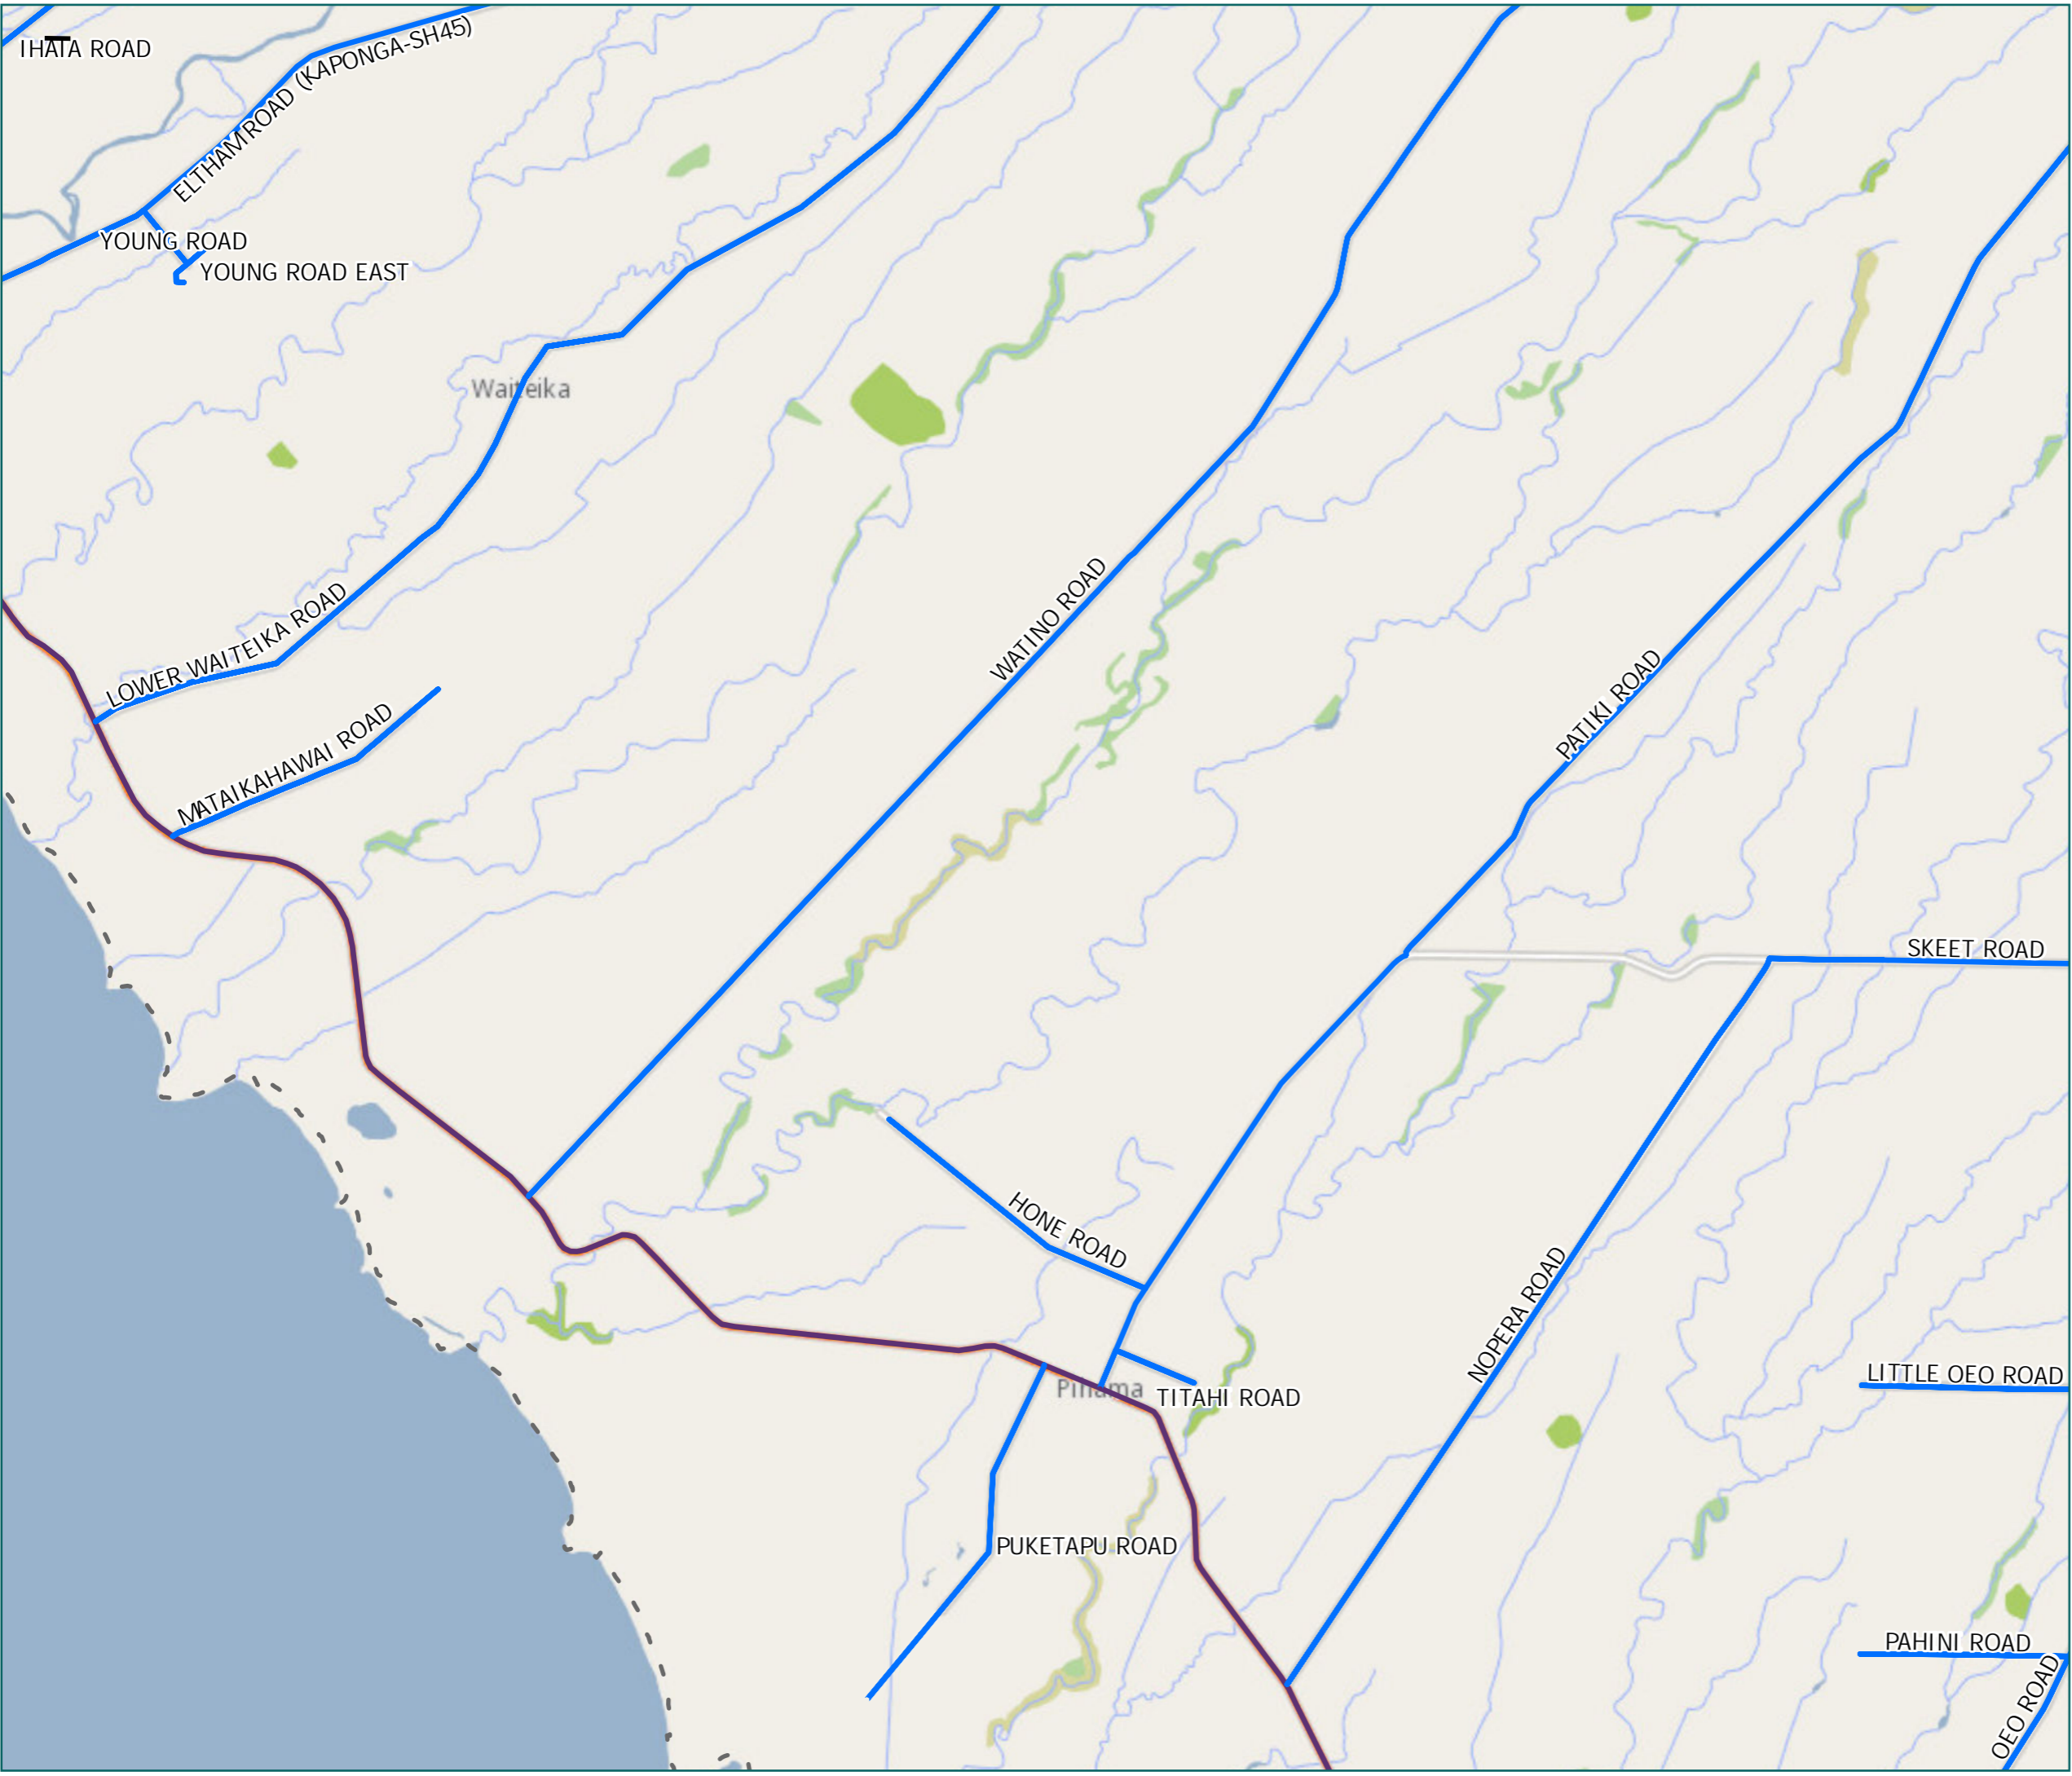 IHATA ROAD
ELTHAM ROAD (KAPONGA-SH45)
YOUNG ROAD
YOUNG ROAD EAST
Waiteika
WATINO ROAD
LOWER WAITEIKA ROAD
PATIKI ROAD
MATAIKAHAWAI ROAD
SKEET ROAD
HONE ROAD
NOPERA ROAD
LITTLE OEO ROAD
Pihama
TITAHI ROAD
PUKETAPU ROAD
PAHINI ROAD
OEO ROAD